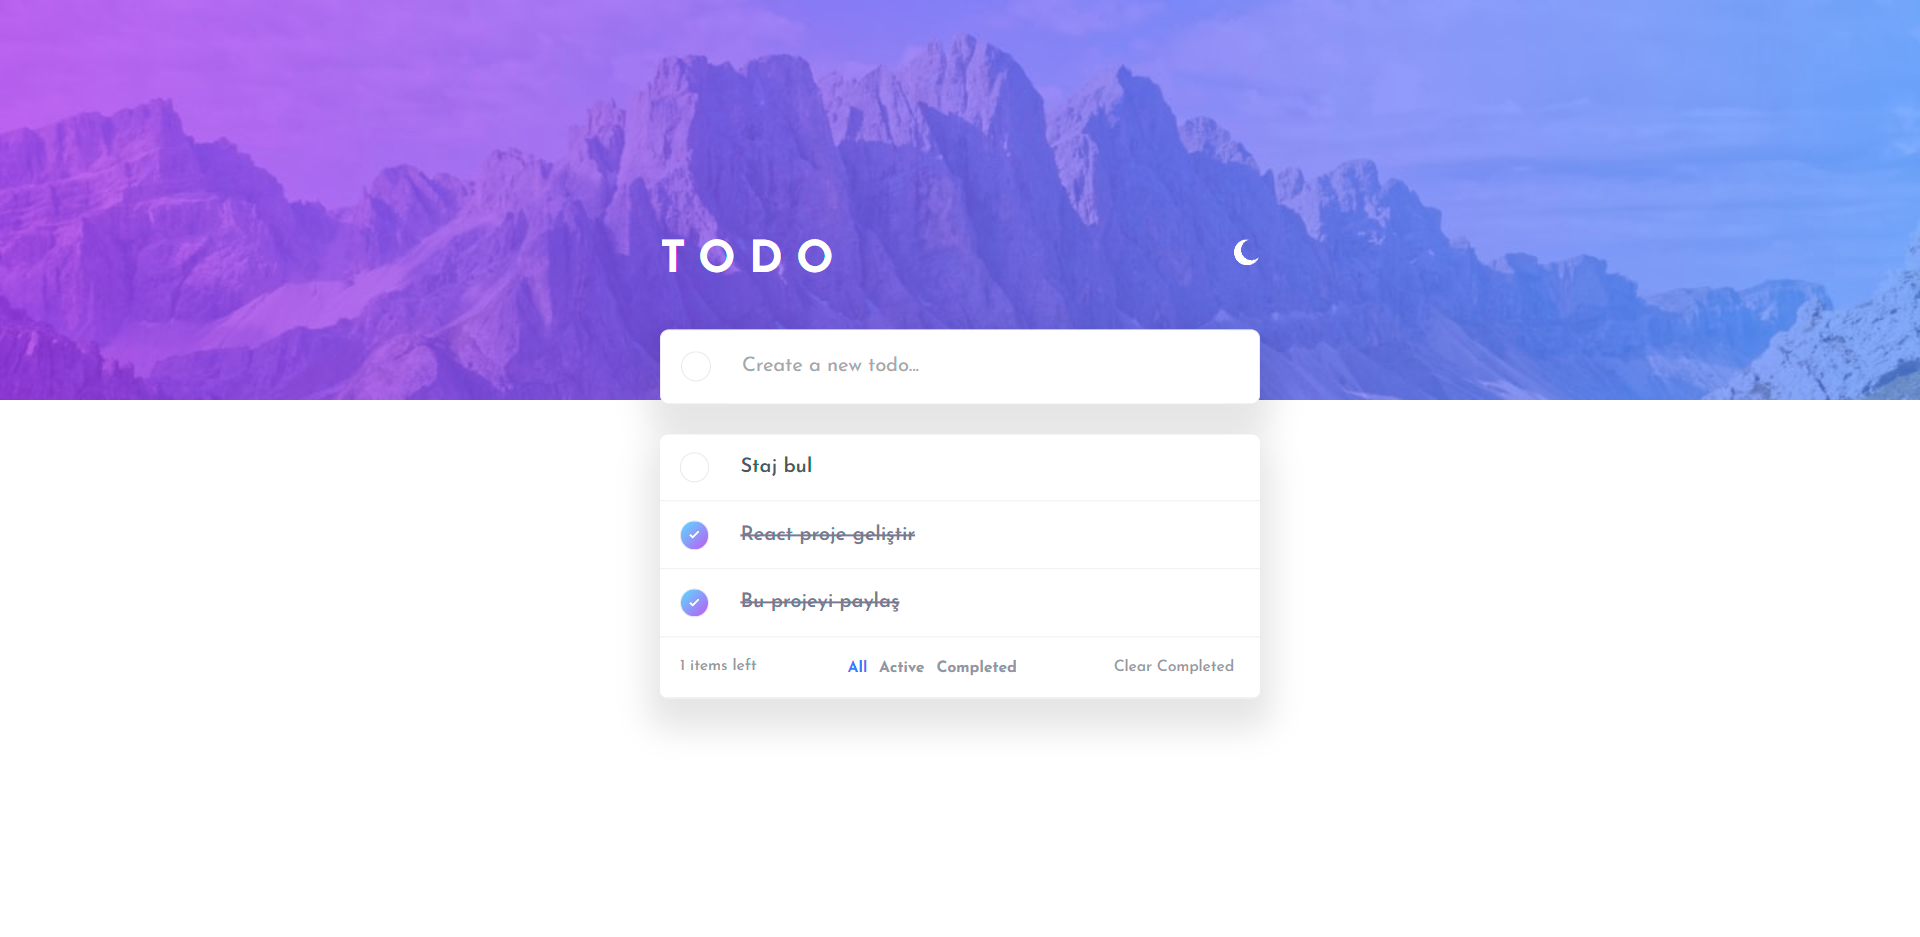 TODO
Create a new todo...
Staj bul
React proje geliştir
Bu projeyi paylaş
1 items left All Active Completed Clear Completed